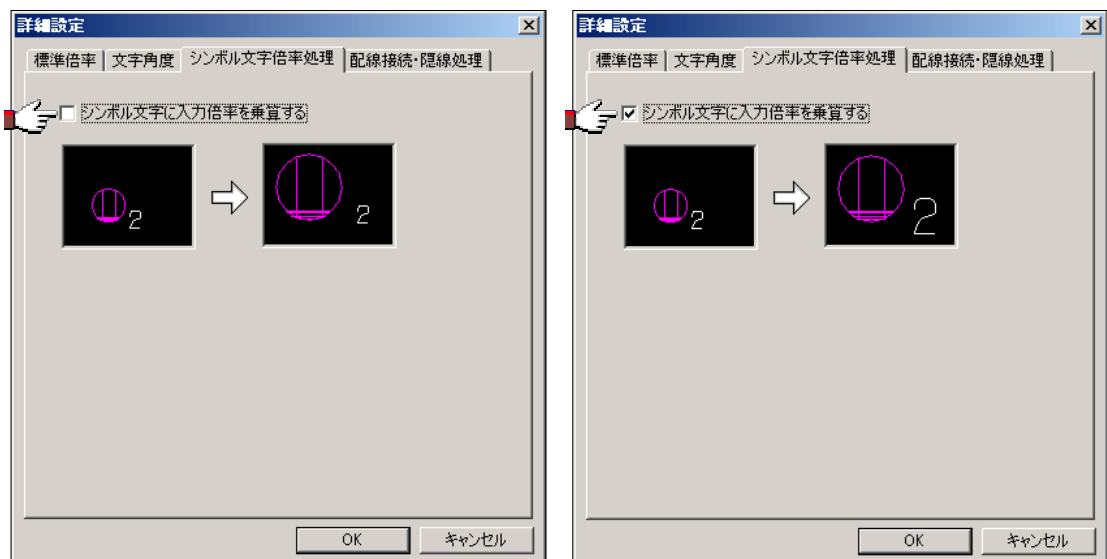 詳細設定
標準倍率 文字角度 シンボル文字倍率処理 配線接続・隠線処理
シンボル文字に入力倍率を乗算する
2 2
OK キャンセル
詳細設定
標準倍率 文字角度 シンボル文字倍率処理 配線接続・隠線処理
シンボル文字に入力倍率を乗算する
2 2
OK キャンセル